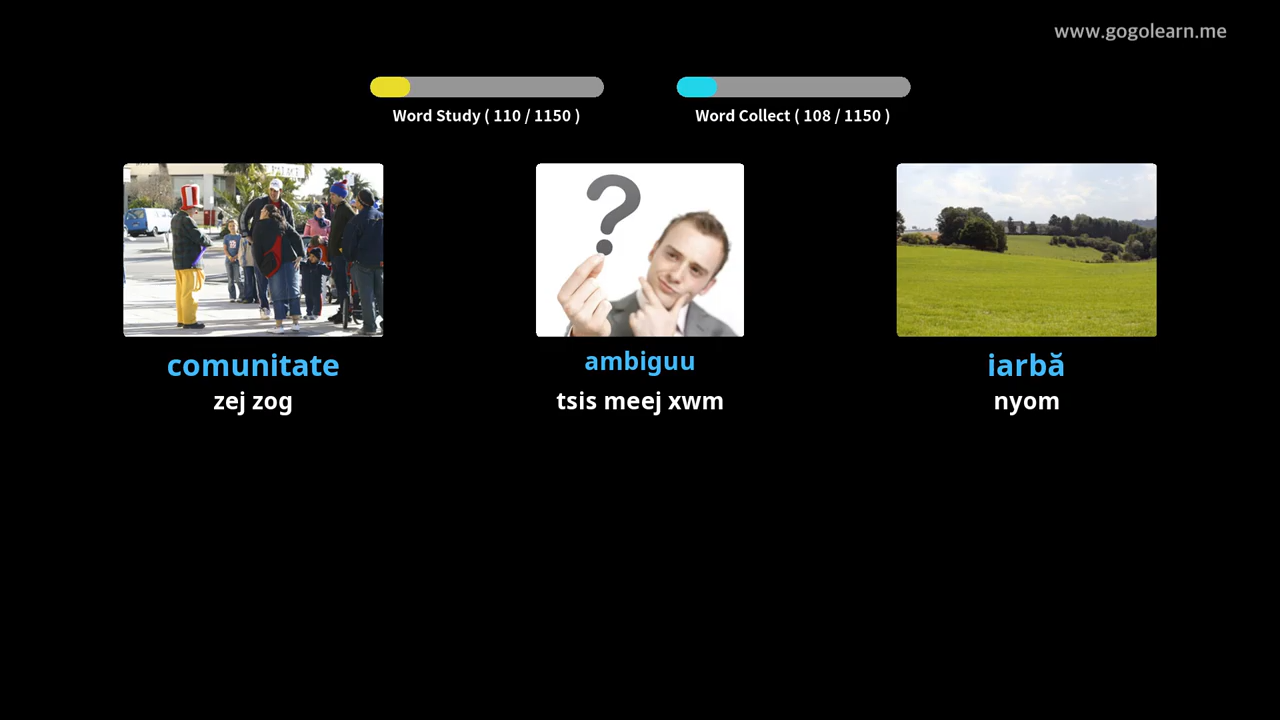 www.gogolearn.me
Word Study ( 110 / 1150 )
Word Collect ( 108 / 1150 )
comunitate
zej zog
ambiguu
tsis meej xwm
iarbă
nyom